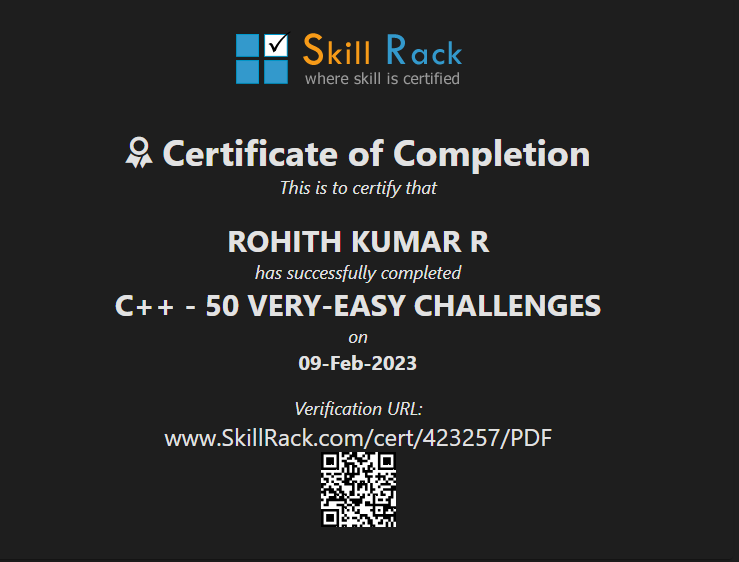 Skill Rack
where skill is certified
Certificate of Completion
This is to certify that
ROHITH KUMAR R
has successfully completed
C++ - 50 VERY-EASY CHALLENGES
on
09-Feb-2023
Verification URL:
www.SkillRack.com/cert/423257/PDF